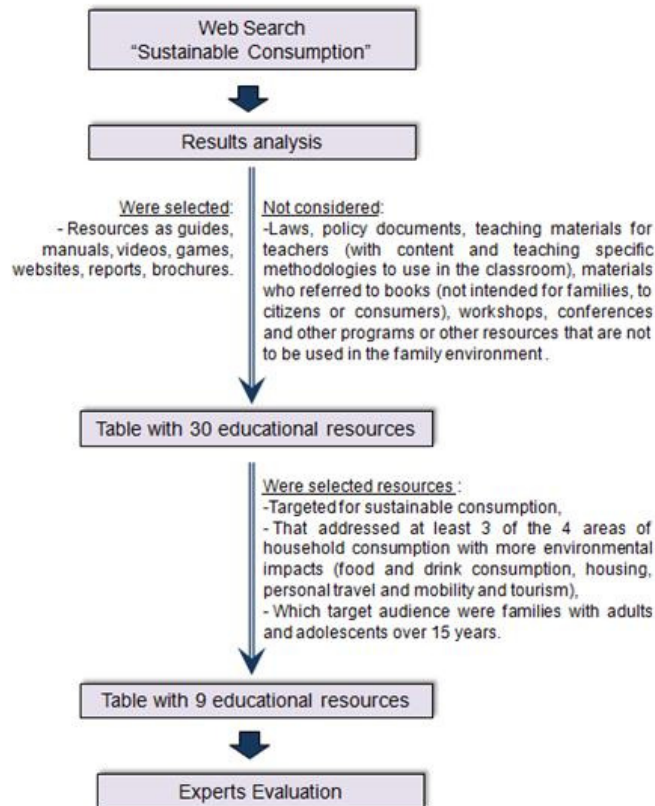 Web Search
“Sustainable Consumption”
Results analysis
Were selected:
- Resources as guides,
manuals, videos, games,
websites, reports, brochures.
Not considered:
-Laws, policy documents, teaching materials for
teachers (with content and teaching specific
methodologies to use in the classroom), materials
who referred to books (not intended for families, to
citizens or consumers), workshops, conferences
and other programs or other resources that are not
to be used in the family environment .
Table with 30 educational resources
Were selected resources :
-Targeted for sustainable consumption,
- That addressed at least 3 of the 4 areas of
household consumption with more environmental
impacts (food and drink consumption, housing,
personal travel and mobility and tourism),
- Which target audience were families with adults
and adolescents over 15 years.
Table with 9 educational resources
Experts Evaluation